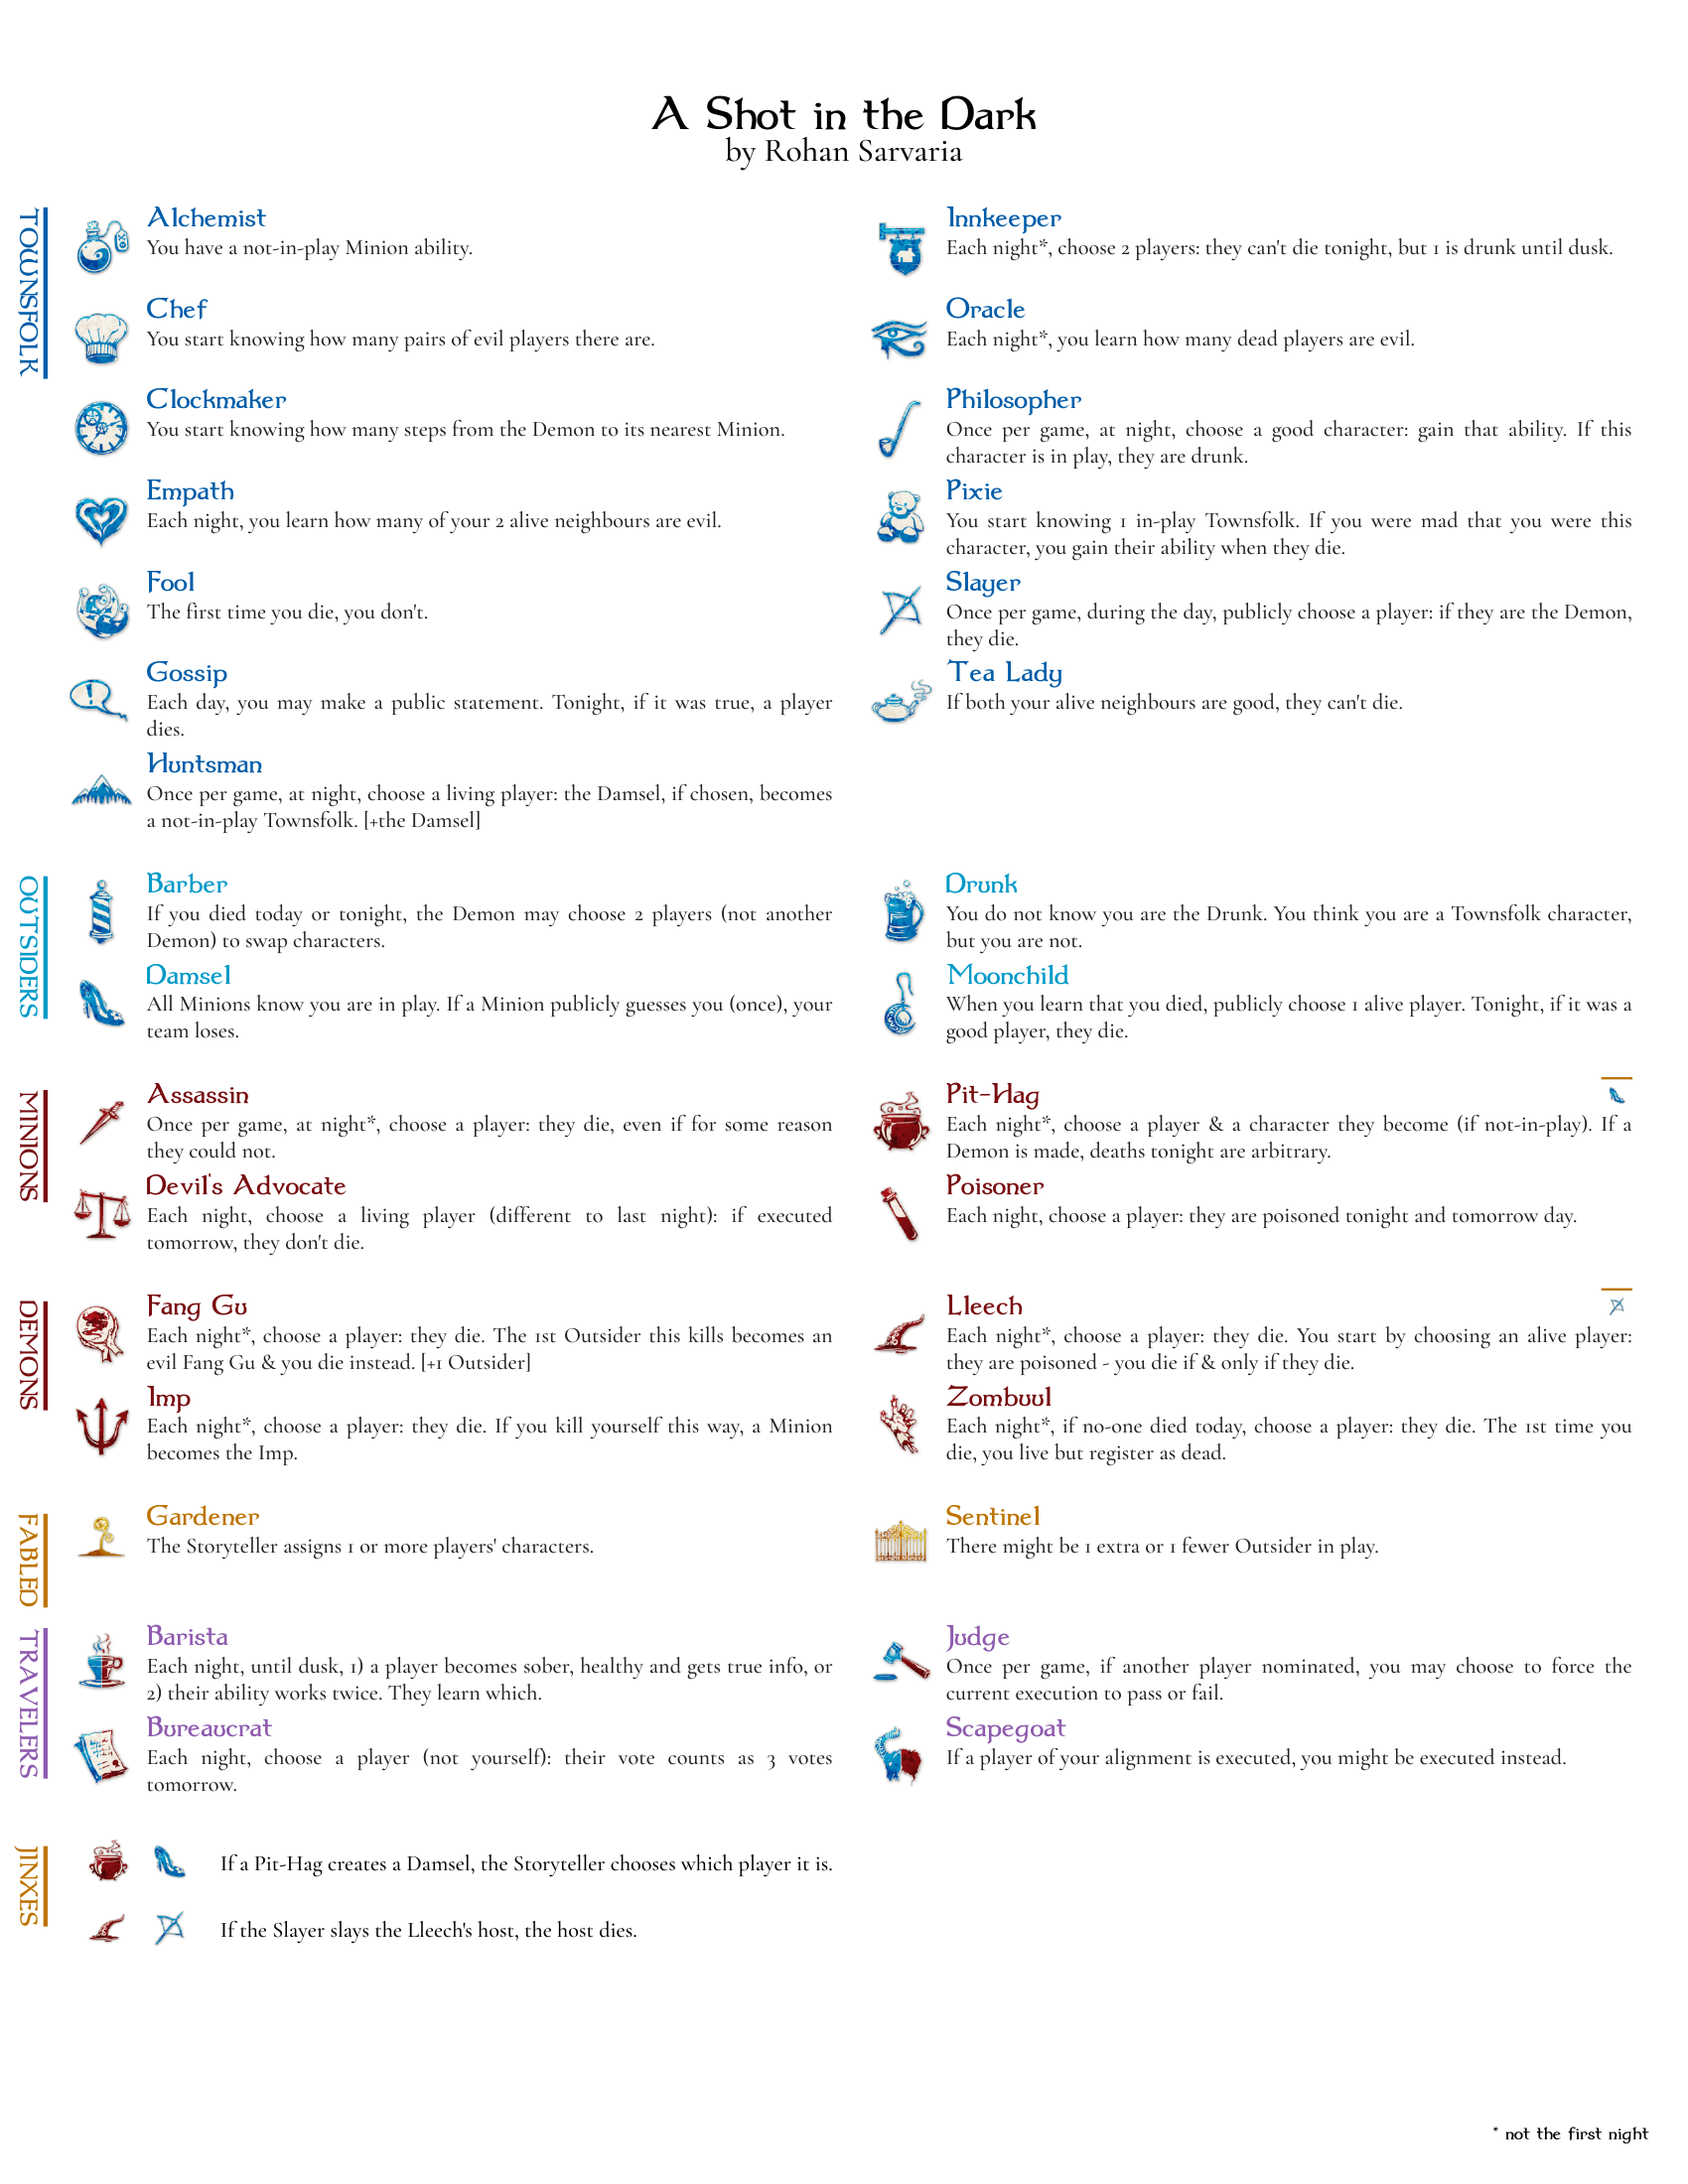 A Shot in the Dark
by Rohan Sarvaria
TOWNSFOLK
Alchemist
You have a not-in-play Minion ability.
Chef
You start knowing how many pairs of evil players there are.
Clockmaker
You start knowing how many steps from the Demon to its nearest Minion.
Empath
Each night, you learn how many of your 2 alive neighbours are evil.
Fool
The first time you die, you don't.
Gossip
Each day, you may make a public statement. Tonight, if it was true, a player
dies.
Huntsman
Once per game, at night, choose a living player: the Damsel, if chosen, becomes
a not-in-play Townsfolk. [+the Damsel]
Innkeeper
Each night*, choose 2 players: they can't die tonight, but 1 is drunk until dusk.
Oracle
Each night*, you learn how many dead players are evil.
Philosopher
Once per game, at night, choose a good character: gain that ability. If this
character is in play, they are drunk.
Pixie
You start knowing 1 in-play Townsfolk. If you were mad that you were this
character, you gain their ability when they die.
Slayer
Once per game, during the day, publicly choose a player: if they are the Demon,
they die.
Tea Lady
If both your alive neighbours are good, they can't die.
OUTSIDERS
Barber
If you died today or tonight, the Demon may choose 2 players (not another
Demon) to swap characters.
Damsel
All Minions know you are in play. If a Minion publicly guesses you (once), your
team loses.
Drunk
You do not know you are the Drunk. You think you are a Townsfolk character,
but you are not.
Moonchild
When you learn that you died, publicly choose 1 alive player. Tonight, if it was a
good player, they die.
MINIONS
Assassin
Once per game, at night*, choose a player: they die, even if for some reason
they could not.
Devil's Advocate
Each night, choose a living player (different to last night): if executed
tomorrow, they don't die.
Pit-Hag
Each night*, choose a player & a character they become (if not-in-play). If a
Demon is made, deaths tonight are arbitrary.
Poisoner
Each night, choose a player: they are poisoned tonight and tomorrow day.
DEMONS
Fang Gu
Each night*, choose a player: they die. The 1st Outsider this kills becomes an
evil Fang Gu & you die instead. [+1 Outsider]
Imp
Each night*, choose a player: they die. If you kill yourself this way, a Minion
becomes the Imp.
Lleech
Each night*, choose a player: they die. You start by choosing an alive player:
they are poisoned - you die if & only if they die.
Zombuul
Each night*, if no-one died today, choose a player: they die. The 1st time you
die, you live but register as dead.
FABLED
Gardener
The Storyteller assigns 1 or more players' characters.
Sentinel
There might be 1 extra or 1 fewer Outsider in play.
TRAVELERS
Barista
Each night, until dusk, 1) a player becomes sober, healthy and gets true info, or
2) their ability works twice. They learn which.
Bureaucrat
Each night, choose a player (not yourself): their vote counts as 3 votes
tomorrow.
Judge
Once per game, if another player nominated, you may choose to force the
current execution to pass or fail.
Scapegoat
If a player of your alignment is executed, you might be executed instead.
JINXES
If a Pit-Hag creates a Damsel, the Storyteller chooses which player it is.
If the Slayer slays the Lleech's host, the host dies.
* not the first night